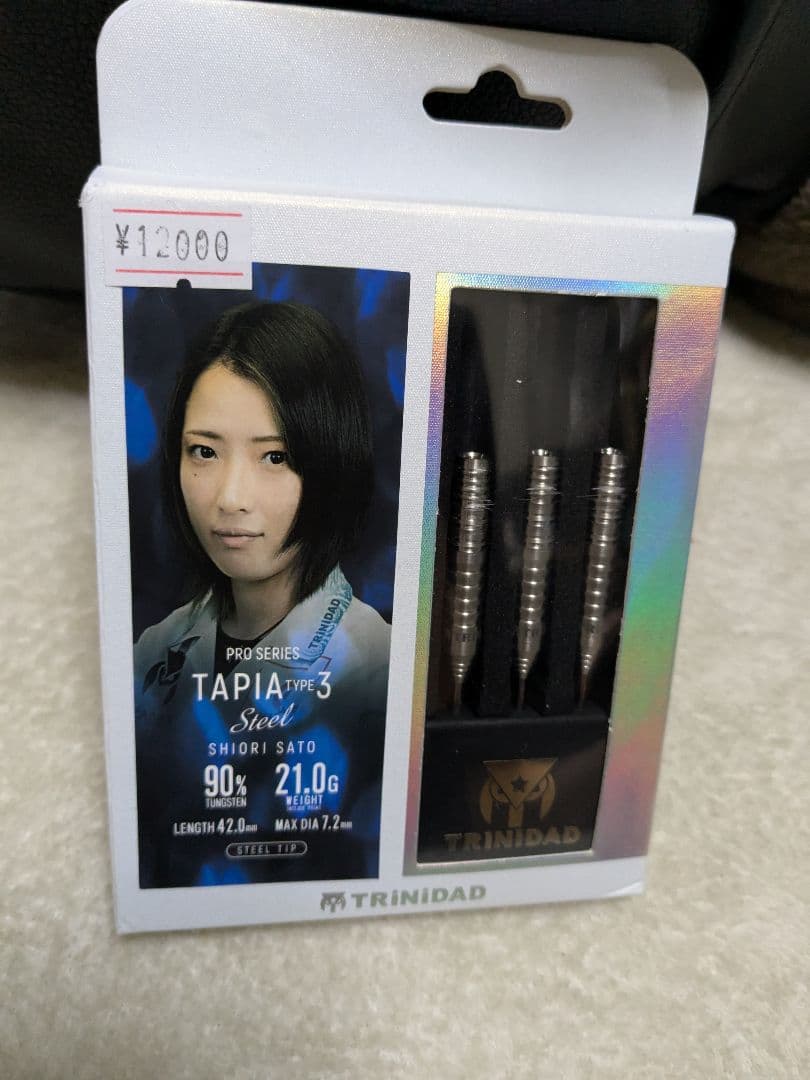 ¥12000
TRiNiDAD
PRO SERIES
TAPIA TYPE 3
Steel
SHIORI SATO
90% 21.0G
TUNGSTEN WEIGHT
LENGTH 42.0mm MAX DIA 7.2mm
STEEL TIP
TRiNiDAD
TRiNiDAD